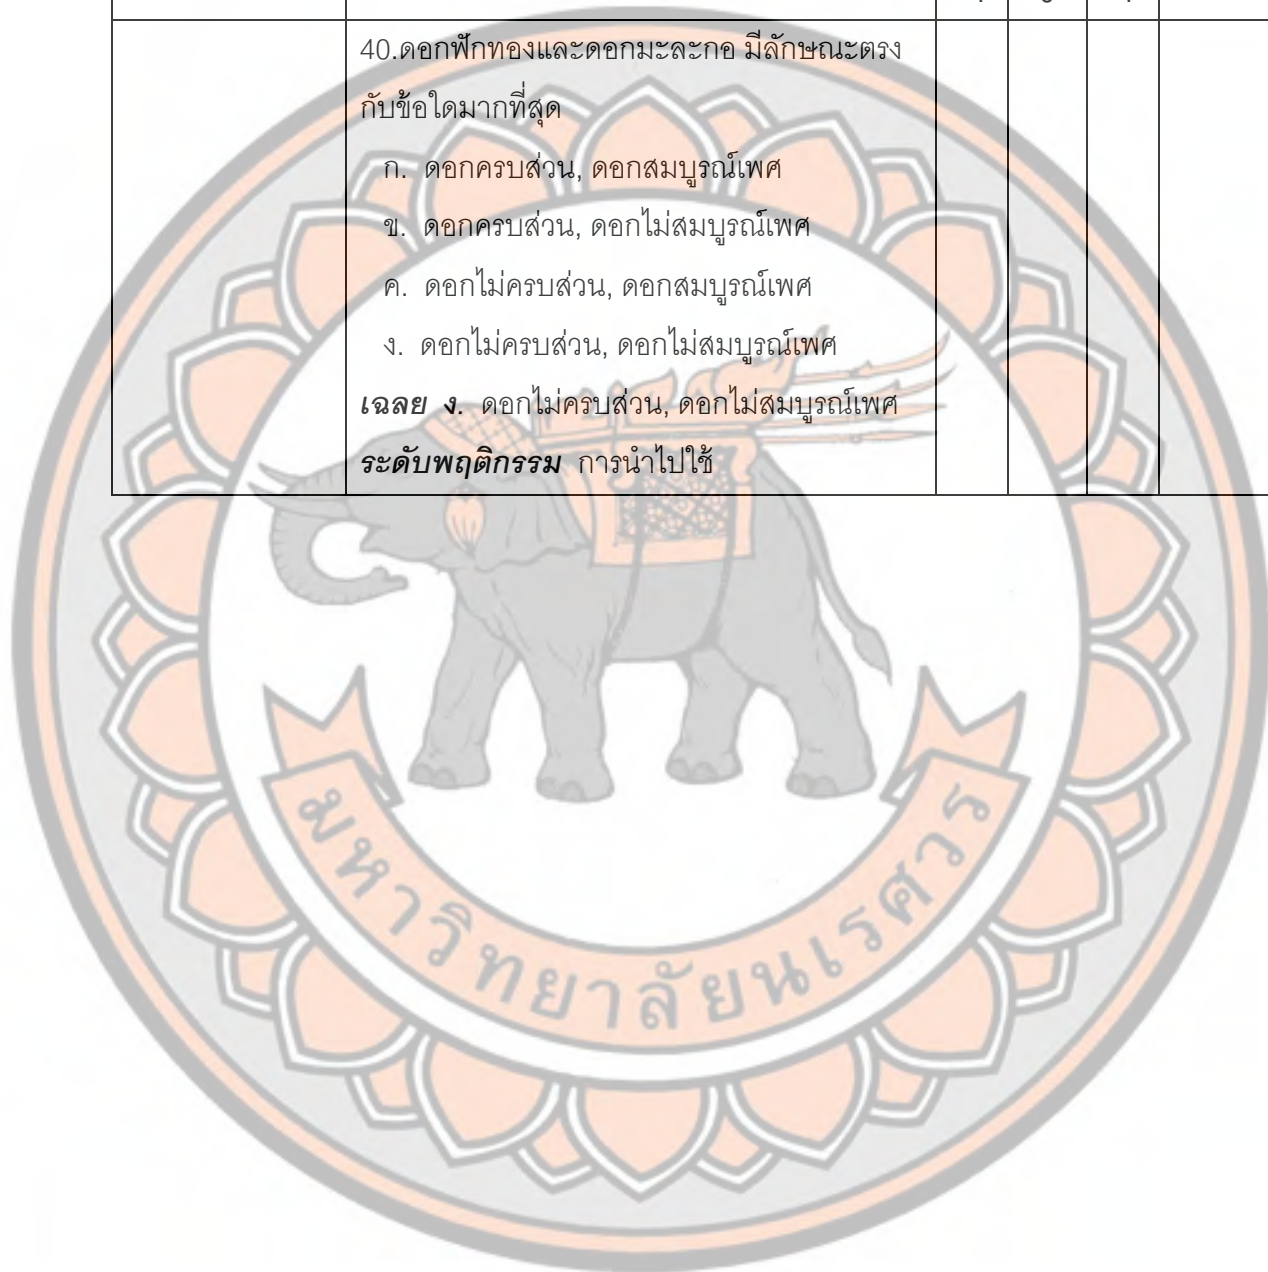 40.ดอกฟักทองและดอกมะละกอ มีลักษณะตรง
กับข้อใดมากที่สุด
ก. ดอกครบส่วน, ดอกสมบูรณ์เพศ
ข. ดอกครบส่วน, ดอกไม่สมบูรณ์เพศ
ค. ดอกไม่ครบส่วน, ดอกสมบูรณ์เพศ
ง. ดอกไม่ครบส่วน, ดอกไม่สมบูรณ์เพศ
เฉลย ง. ดอกไม่ครบส่วน, ดอกไม่สมบูรณ์เพศ
ระดับพฤติกรรม การนำไปใช้
มหาวิทยาลัยนเรศวร